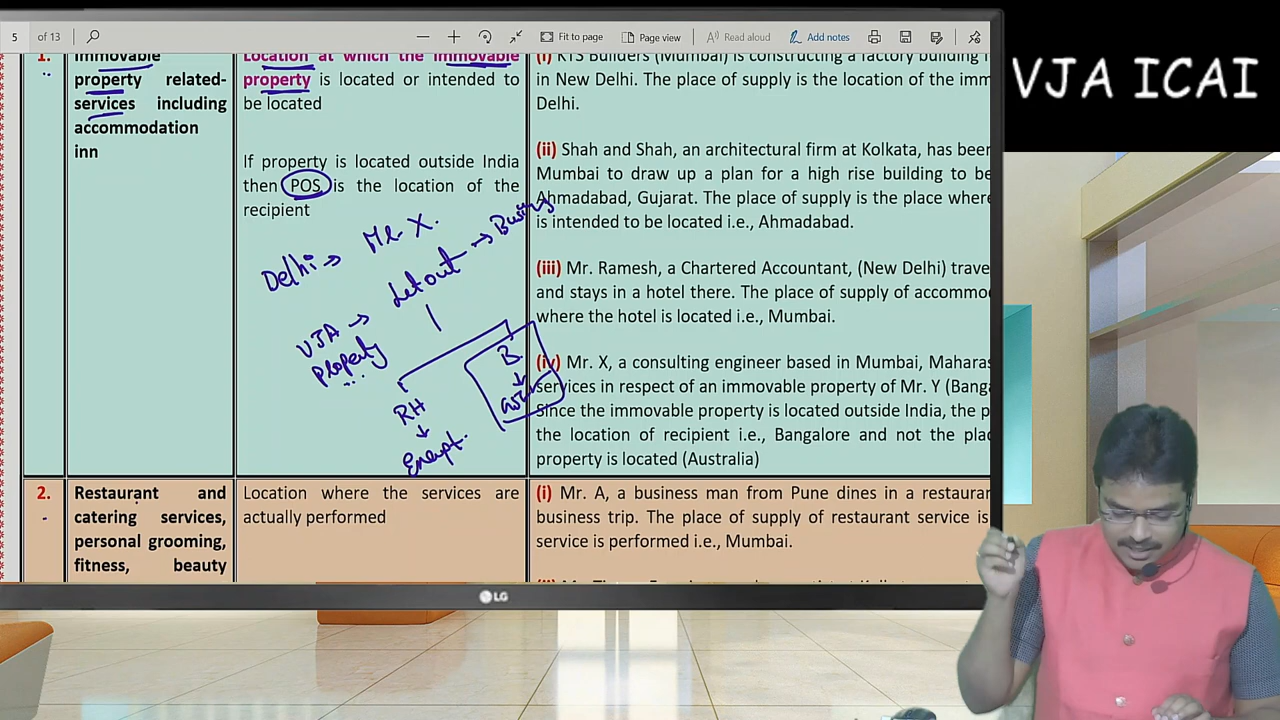 5 of 13
Fit to page
Page view
Read aloud
Add notes
VJA ICAI
1.
Immovable property related-services including accommodation inn
Location at which the immovable
property is located or intended to
be located
If property is located outside India
then POS is the location of the
recipient
Delhi → Mr. X.
VJA → Let out →
Property
RH
↓
Exempt.
B
↓
(i) KTS Builders (Mumbai) is constructing a factory building
in New Delhi. The place of supply is the location of the imm
Delhi.
(ii) Shah and Shah, an architectural firm at Kolkata, has been
Mumbai to draw up a plan for a high rise building to be
Ahmadabad, Gujarat. The place of supply is the place where
is intended to be located i.e., Ahmadabad.
(iii) Mr. Ramesh, a Chartered Accountant, (New Delhi) trave
and stays in a hotel there. The place of supply of accommo
where the hotel is located i.e., Mumbai.
(iv) Mr. X, a consulting engineer based in Mumbai, Maharas
services in respect of an immovable property of Mr. Y (Banga
Since the immovable property is located outside India, the p
the location of recipient i.e., Bangalore and not the plac
property is located (Australia)
2.
Restaurant and
catering services,
personal grooming,
fitness, beauty
Location where the services are
actually performed
(i) Mr. A, a business man from Pune dines in a restauran
business trip. The place of supply of restaurant service is
service is performed i.e., Mumbai.
LG